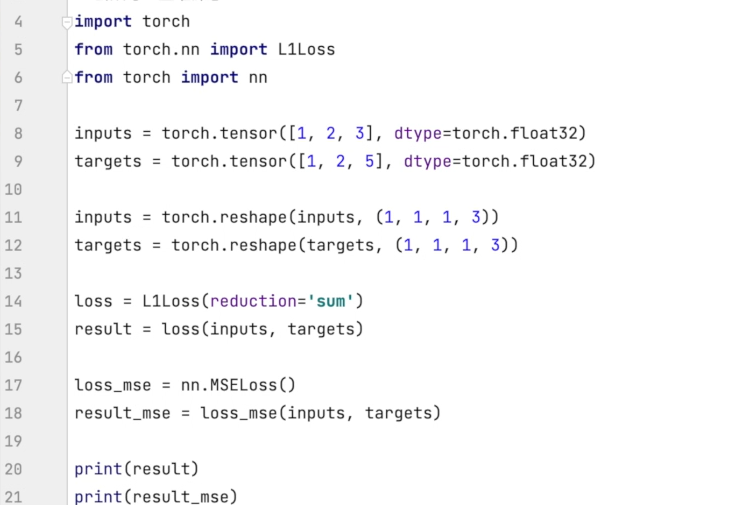 4 import torch
5 from torch.nn import L1Loss
6 from torch import nn
7
8 inputs = torch.tensor([1, 2, 3], dtype=torch.float32)
9 targets = torch.tensor([1, 2, 5], dtype=torch.float32)
10
11 inputs = torch.reshape(inputs, (1, 1, 1, 3))
12 targets = torch.reshape(targets, (1, 1, 1, 3))
13
14 loss = L1Loss(reduction='sum')
15 result = loss(inputs, targets)
16
17 loss_mse = nn.MSELoss()
18 result_mse = loss_mse(inputs, targets)
19
20 print(result)
21 print(result_mse)